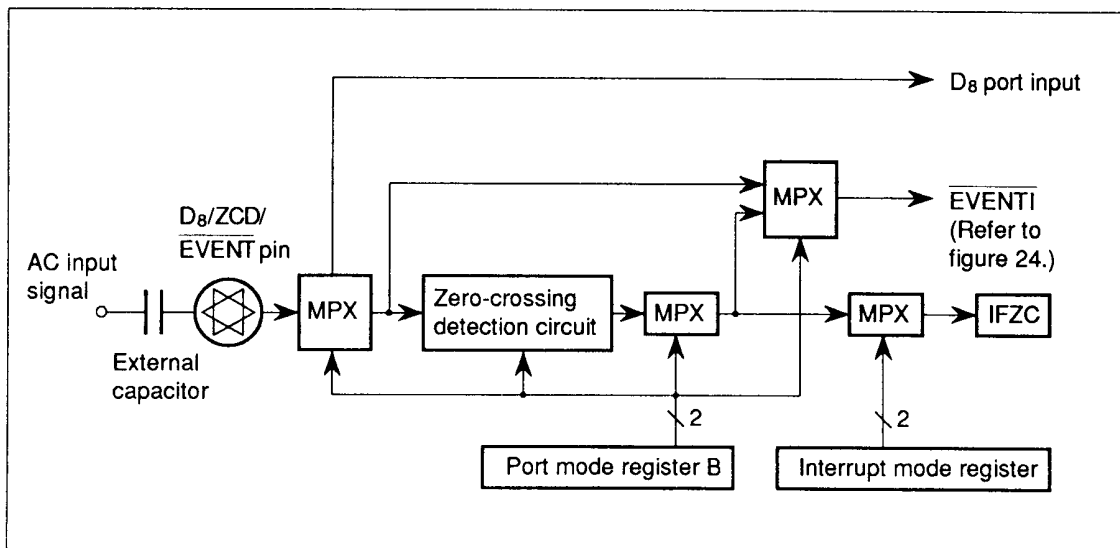 D₈ port input
MPX
EVENTI
(Refer to
figure 24.)
D₈/ZCD/
EVENT pin
AC input
signal
MPX
Zero-crossing
detection circuit
MPX
MPX
IFZC
External
capacitor
2
2
Port mode register B
Interrupt mode register